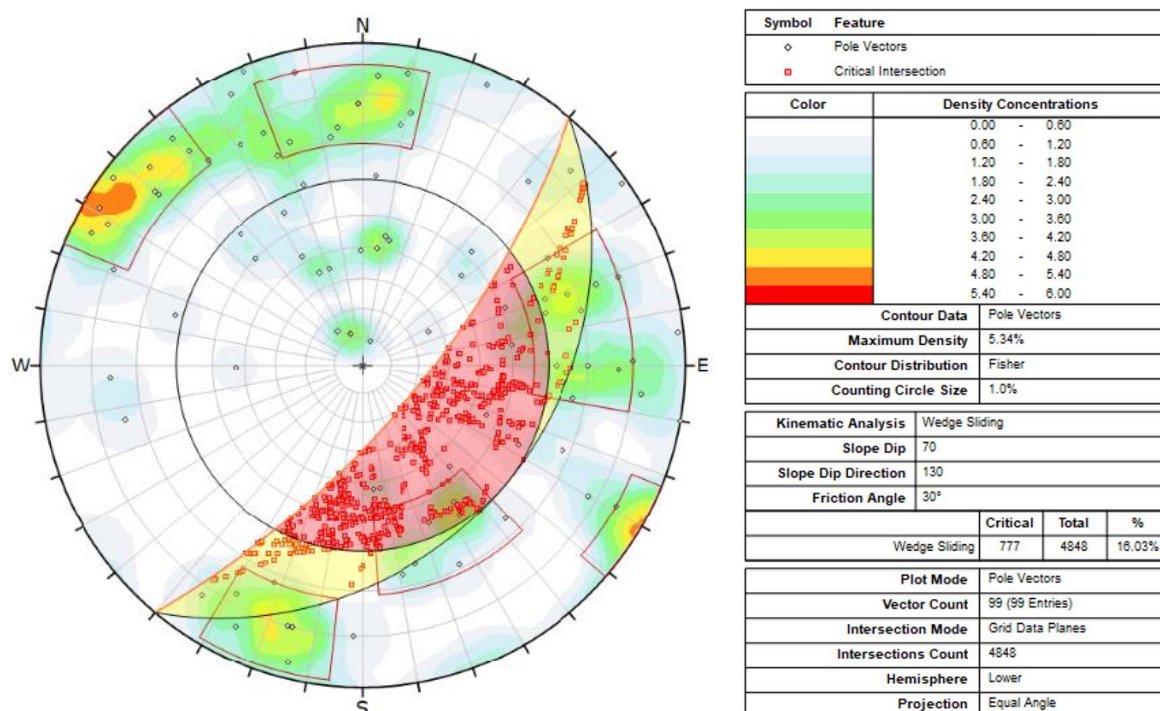 N
W
E
S
Symbol Feature
Pole Vectors
Critical Intersection
Color Density Concentrations
0.00 - 0.60
0.60 - 1.20
1.20 - 1.80
1.80 - 2.40
2.40 - 3.00
3.00 - 3.60
3.60 - 4.20
4.20 - 4.80
4.80 - 5.40
5.40 - 6.00
Contour Data Pole Vectors
Maximum Density 5.34%
Contour Distribution Fisher
Counting Circle Size 1.0%
Kinematic Analysis Wedge Sliding
Slope Dip 70
Slope Dip Direction 130
Friction Angle 30°
Critical Total %
Wedge Sliding 777 4848 16.03%
Plot Mode Pole Vectors
Vector Count 99 (99 Entries)
Intersection Mode Grid Data Planes
Intersections Count 4848
Hemisphere Lower
Projection Equal Angle